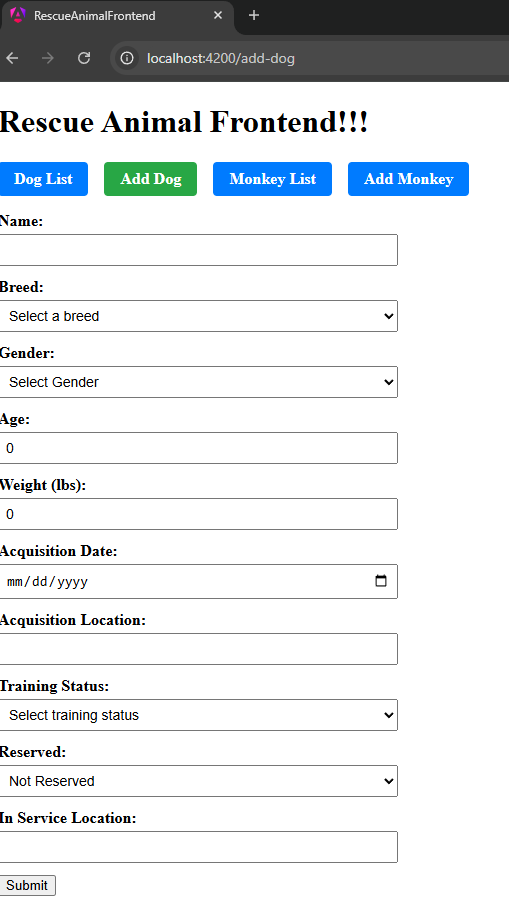 RescueAnimalFrontend
localhost:4200/add-dog
Rescue Animal Frontend!!!
Dog List Add Dog Monkey List Add Monkey
Name:
Breed:
Select a breed
Gender:
Select Gender
Age:
0
Weight (lbs):
0
Acquisition Date:
mm/dd/yyyy
Acquisition Location:
Training Status:
Select training status
Reserved:
Not Reserved
In Service Location:
Submit